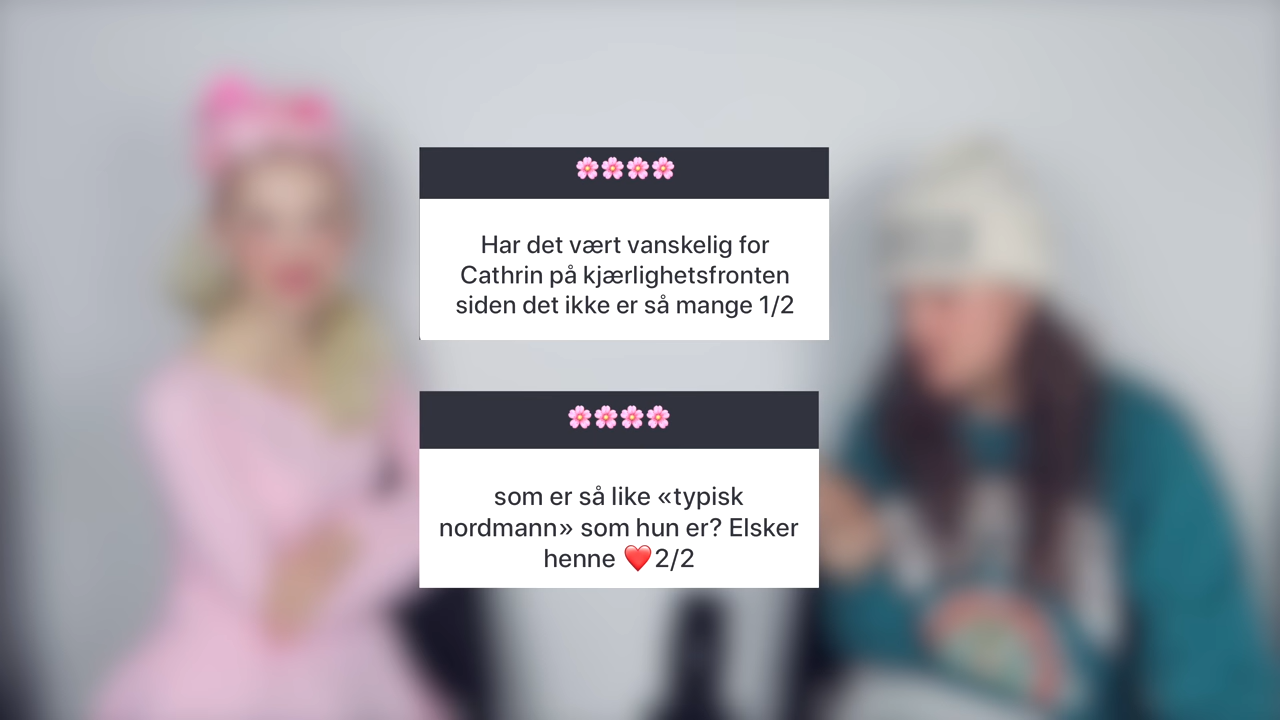 🌸🌸🌸🌸
Har det vært vanskelig for
Cathrin på kjærlighetsfronten
siden det ikke er så mange 1/2
🌸🌸🌸🌸
som er så like «typisk
nordmann» som hun er? Elsker
henne ❤️2/2